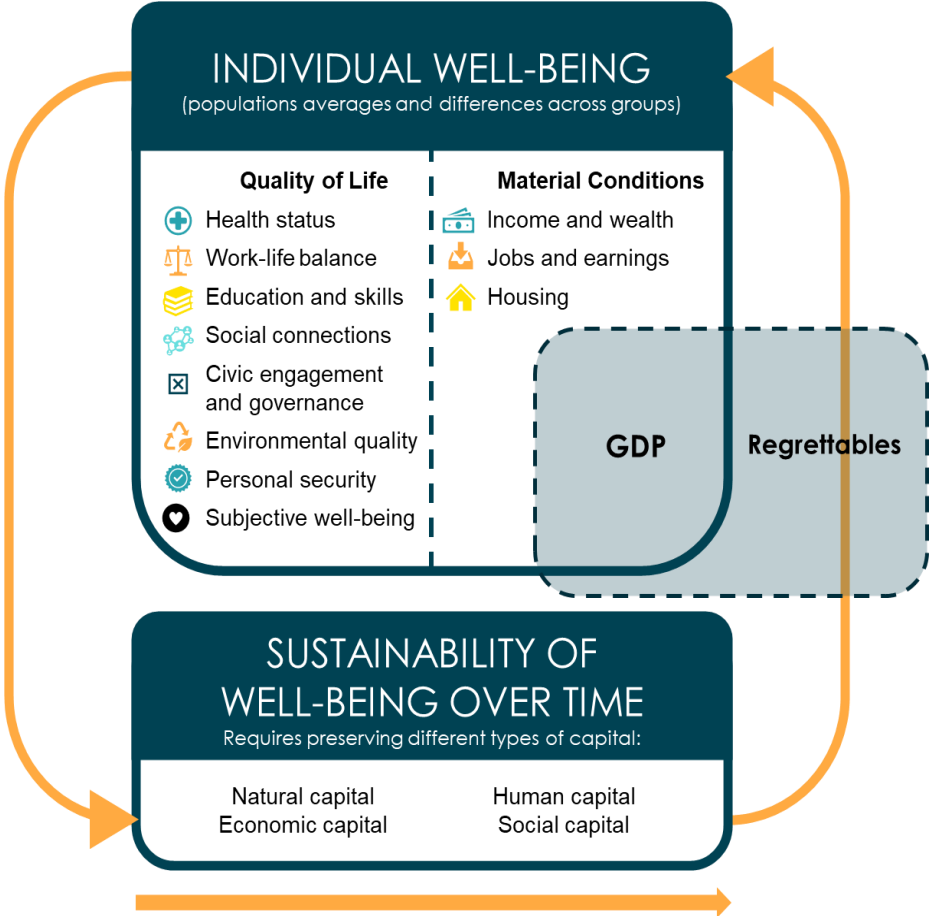 INDIVIDUAL WELL-BEING
(populations averages and differences across groups)
Quality of Life
Health status
Work-life balance
Education and skills
Social connections
Civic engagement
and governance
Environmental quality
Personal security
Subjective well-being
Material Conditions
Income and wealth
Jobs and earnings
Housing
GDP
Regrettables
SUSTAINABILITY OF
WELL-BEING OVER TIME
Requires preserving different types of capital:
Natural capital
Economic capital
Human capital
Social capital